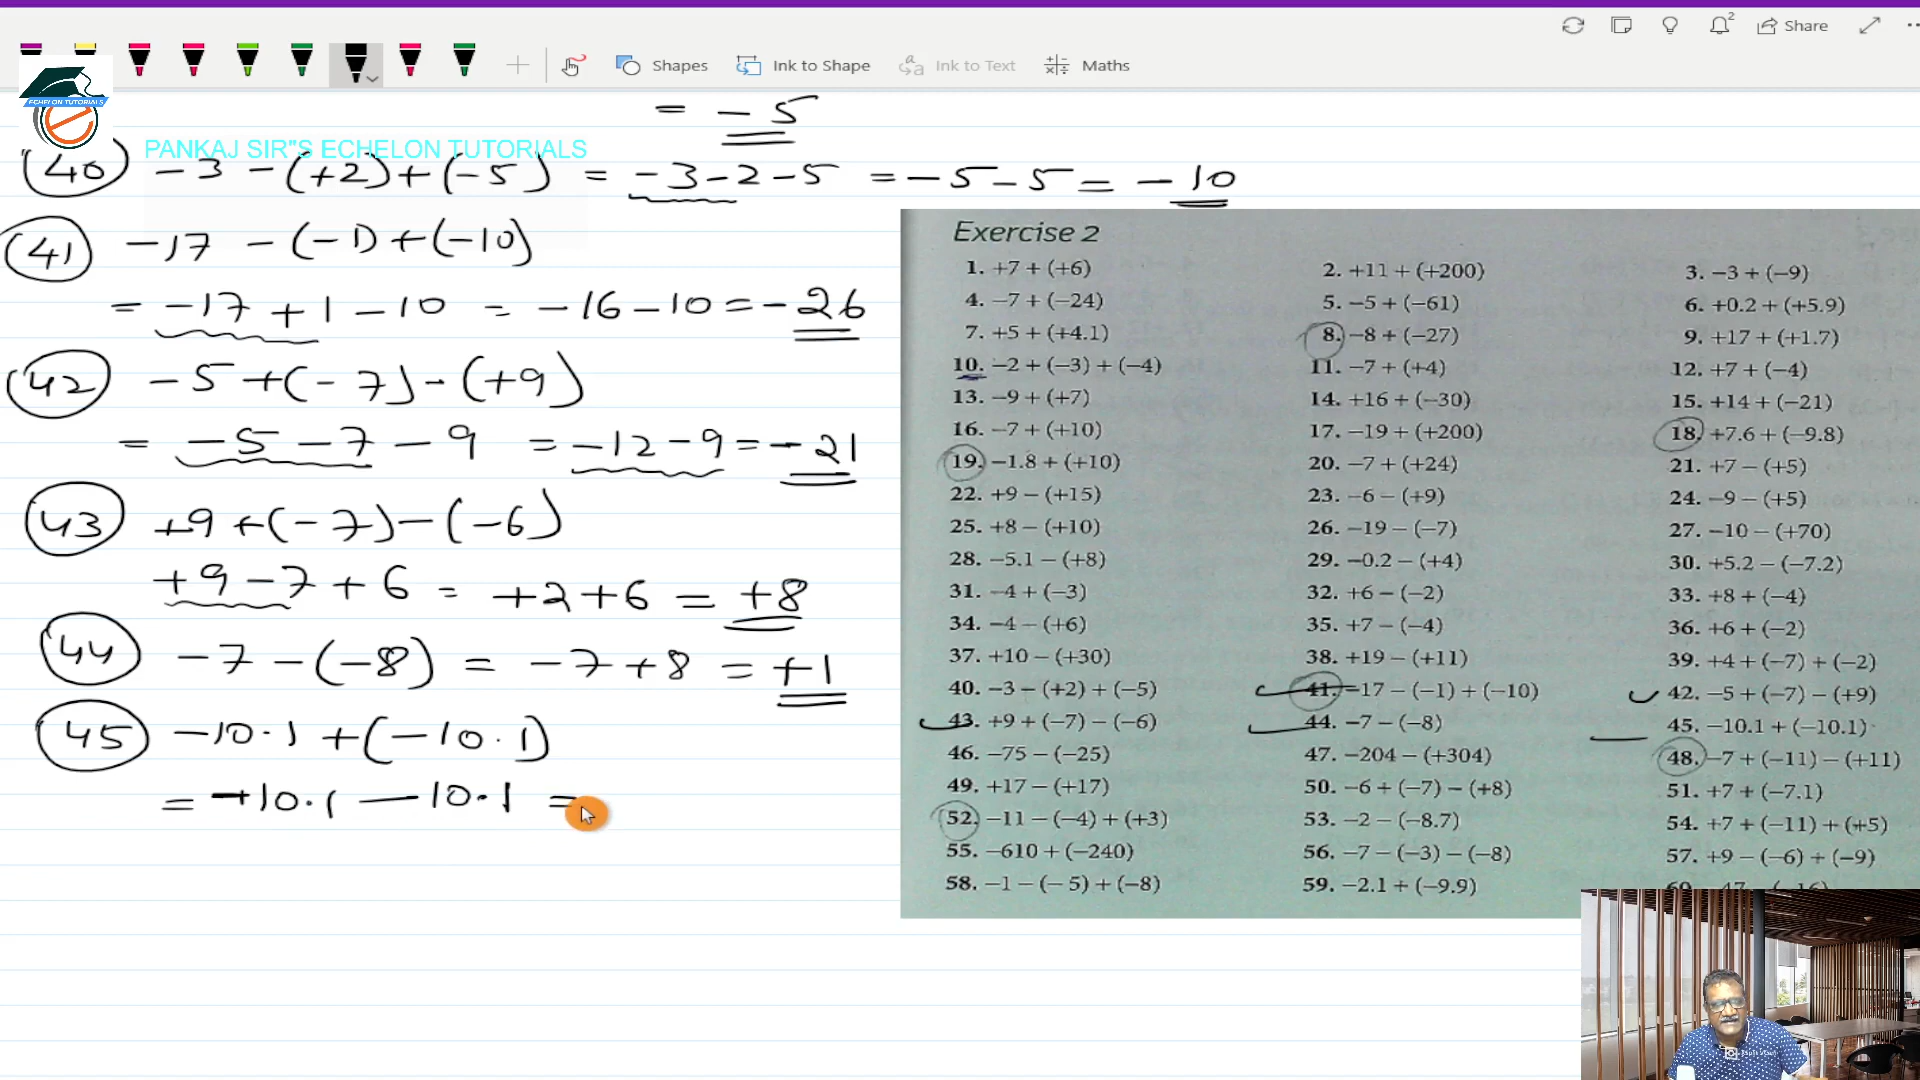 Share
Shapes
Ink to Shape
Ink to Text
Maths
ECHELON TUTORIALS
PANKAJ SIR"S ECHELON TUTORIALS
= -5
40 -3 -(+2)+(-5) = -3-2-5 = -5-5 = -10
41 -17 -(-1)+(-10)
= -17+1-10 = -16-10 = -26
42 -5+(-7)-(+9)
= -5-7-9 = -12-9 = -21
43 +9+(-7)-(-6)
+9-7+6 = +2+6 = +8
44 -7-(-8) = -7+8 = +1
45 -10.1+(-10.1)
= -10.1-10.1 =
Exercise 2
1. +7 + (+6) 2. +11 + (+200) 3. −3 + (−9)
4. −7 + (−24) 5. −5 + (−61) 6. +0.2 + (+5.9)
7. +5 + (+4.1) 8. −8 + (−27) 9. +17 + (+1.7)
10. −2 + (−3) + (−4) 11. −7 + (+4) 12. +7 + (−4)
13. −9 + (+7) 14. +16 + (−30) 15. +14 + (−21)
16. −7 + (+10) 17. −19 + (+200) 18. +7.6 + (−9.8)
19. −1.8 + (+10) 20. −7 + (+24) 21. +7 − (+5)
22. +9 − (+15) 23. −6 − (+9) 24. −9 − (+5)
25. +8 − (+10) 26. −19 − (−7) 27. −10 − (+70)
28. −5.1 − (+8) 29. −0.2 − (+4) 30. +5.2 − (−7.2)
31. −4 + (−3) 32. +6 − (−2) 33. +8 + (−4)
34. −4 − (+6) 35. +7 − (−4) 36. +6 + (−2)
37. +10 − (+30) 38. +19 − (+11) 39. +4 + (−7) + (−2)
40. −3 − (+2) + (−5) 41. −17 − (−1) + (−10) 42. −5 + (−7) − (+9)
43. +9 + (−7) − (−6) 44. −7 − (−8) 45. −10.1 + (−10.1)
46. −75 − (−25) 47. −204 − (+304) 48. −7 + (−11) − (+11)
49. +17 − (+17) 50. −6 + (−7) − (+8) 51. +7 + (−7.1)
52. −11 − (−4) + (+3) 53. −2 − (−8.7) 54. +7 + (−11) + (+5)
55. −610 + (−240) 56. −7 − (−3) − (−8) 57. +9 − (−6) + (−9)
58. −1 − (− 5) + (−8) 59. −2.1 + (−9.9)